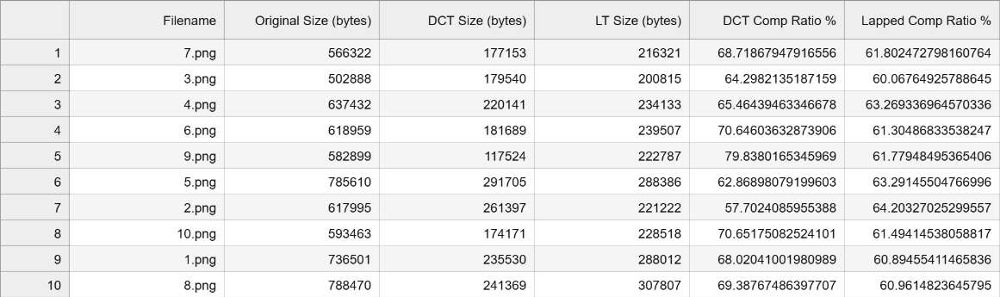 Filename Original Size (bytes) DCT Size (bytes) LT Size (bytes) DCT Comp Ratio % Lapped Comp Ratio %
1 7.png 566322 177153 216321 68.71867947916556 61.802472798160764
2 3.png 502888 179540 200815 64.2982135187159 60.06764925788645
3 4.png 637432 220141 234133 65.46439463346678 63.269336964570336
4 6.png 618959 181689 239507 70.64603632873906 61.30486833538247
5 9.png 582899 117524 222787 79.8380165345969 61.77948495365406
6 5.png 785610 291705 288386 62.86898079199603 63.29145504766996
7 2.png 617995 261397 221222 57.7024085955388 64.20327025299557
8 10.png 593463 174171 228518 70.65175082524101 61.49414538058817
9 1.png 736501 235530 288012 68.02041001980989 60.89455411465836
10 8.png 788470 241369 307807 69.38767486397707 60.9614823645795